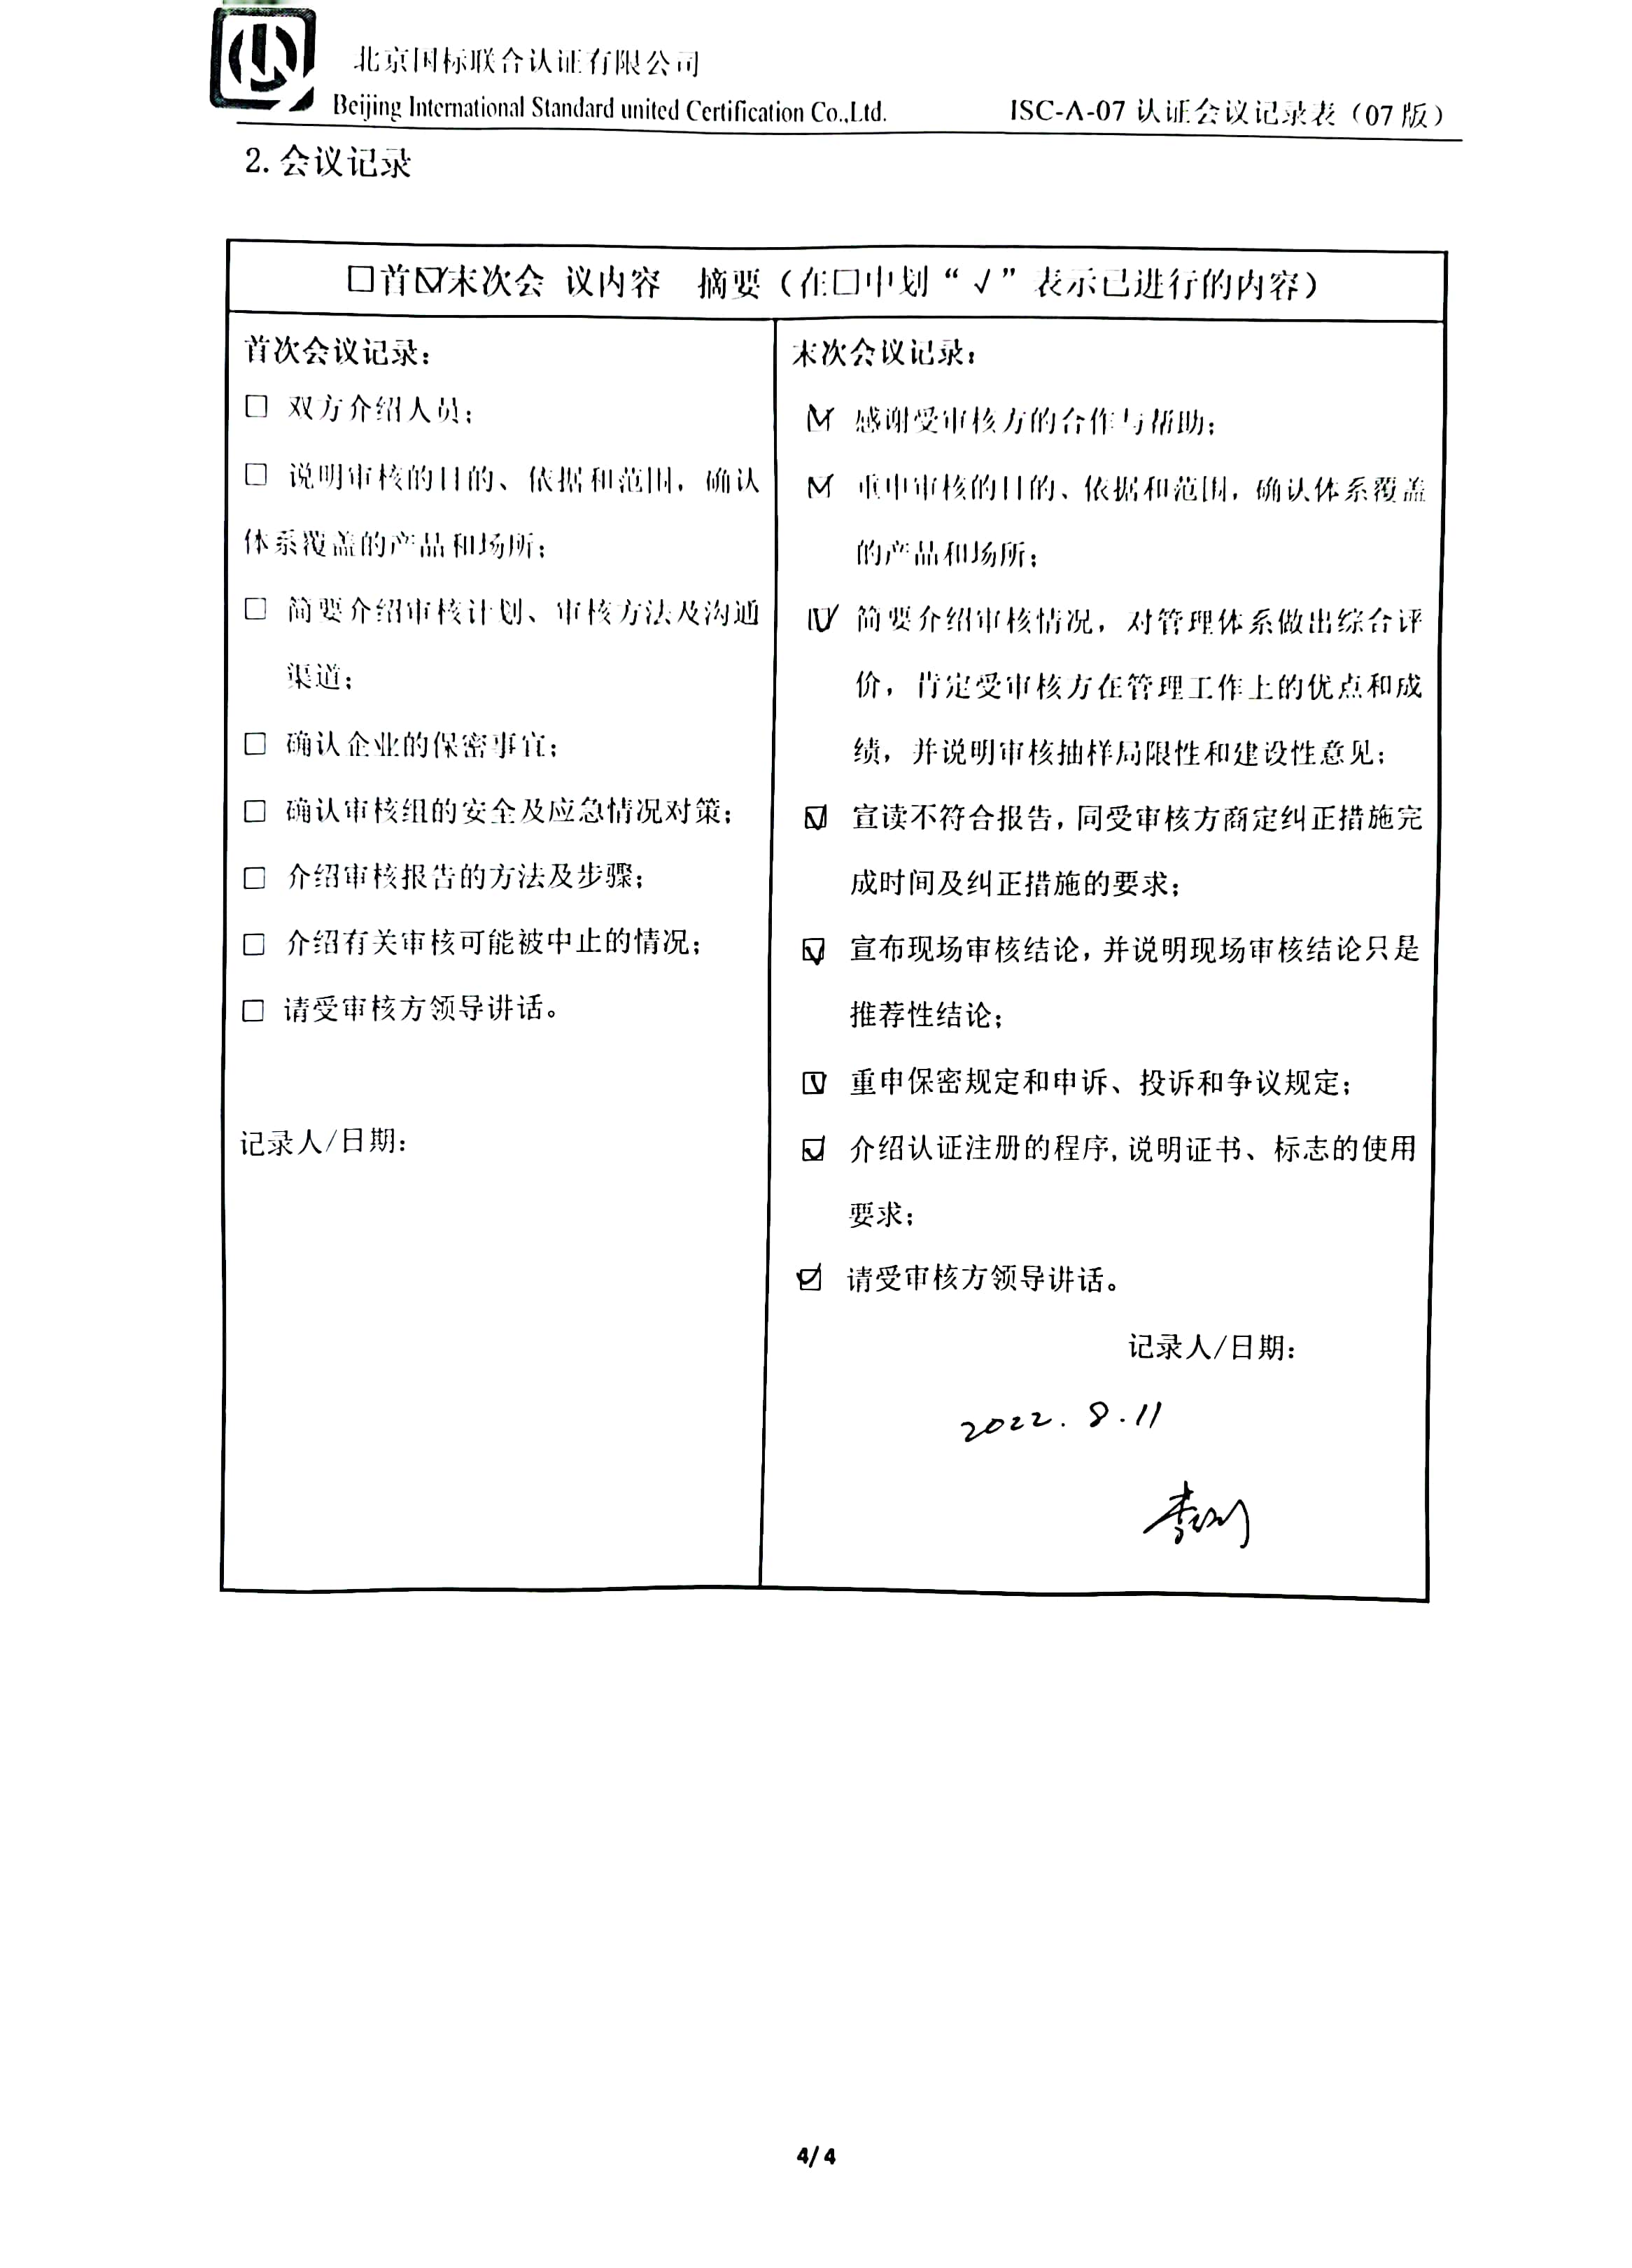 北京国标联合认证有限公司
Beijing International Standard united Certification Co.,Ltd.
ISC-A-07 认证会议记录表（07版）
2. 会议记录
□首☑末次会 议内容 摘要（在□中划“√”表示已进行的内容）
首次会议记录：
□ 双方介绍人员；
□ 说明审核的目的、依据和范围，确认
体系覆盖的产品和场所；
□ 简要介绍审核计划、审核方法及沟通
渠道；
□ 确认企业的保密事宜；
□ 确认审核组的安全及应急情况对策；
□ 介绍审核报告的方法及步骤；
□ 介绍有关审核可能被中止的情况；
□ 请受审核方领导讲话。
记录人/日期：
末次会议记录：
☑ 感谢受审核方的合作与帮助；
☑ 重申审核的目的、依据和范围，确认体系覆盖
的产品和场所；
☑ 简要介绍审核情况，对管理体系做出综合评
价，肯定受审核方在管理工作上的优点和成
绩，并说明审核抽样局限性和建设性意见；
☑ 宣读不符合报告，同受审核方商定纠正措施完
成时间及纠正措施的要求；
☑ 宣布现场审核结论，并说明现场审核结论只是
推荐性结论；
☑ 重申保密规定和申诉、投诉和争议规定；
☑ 介绍认证注册的程序，说明证书、标志的使用
要求；
☑ 请受审核方领导讲话。
记录人/日期：
2022.8.11
4/4